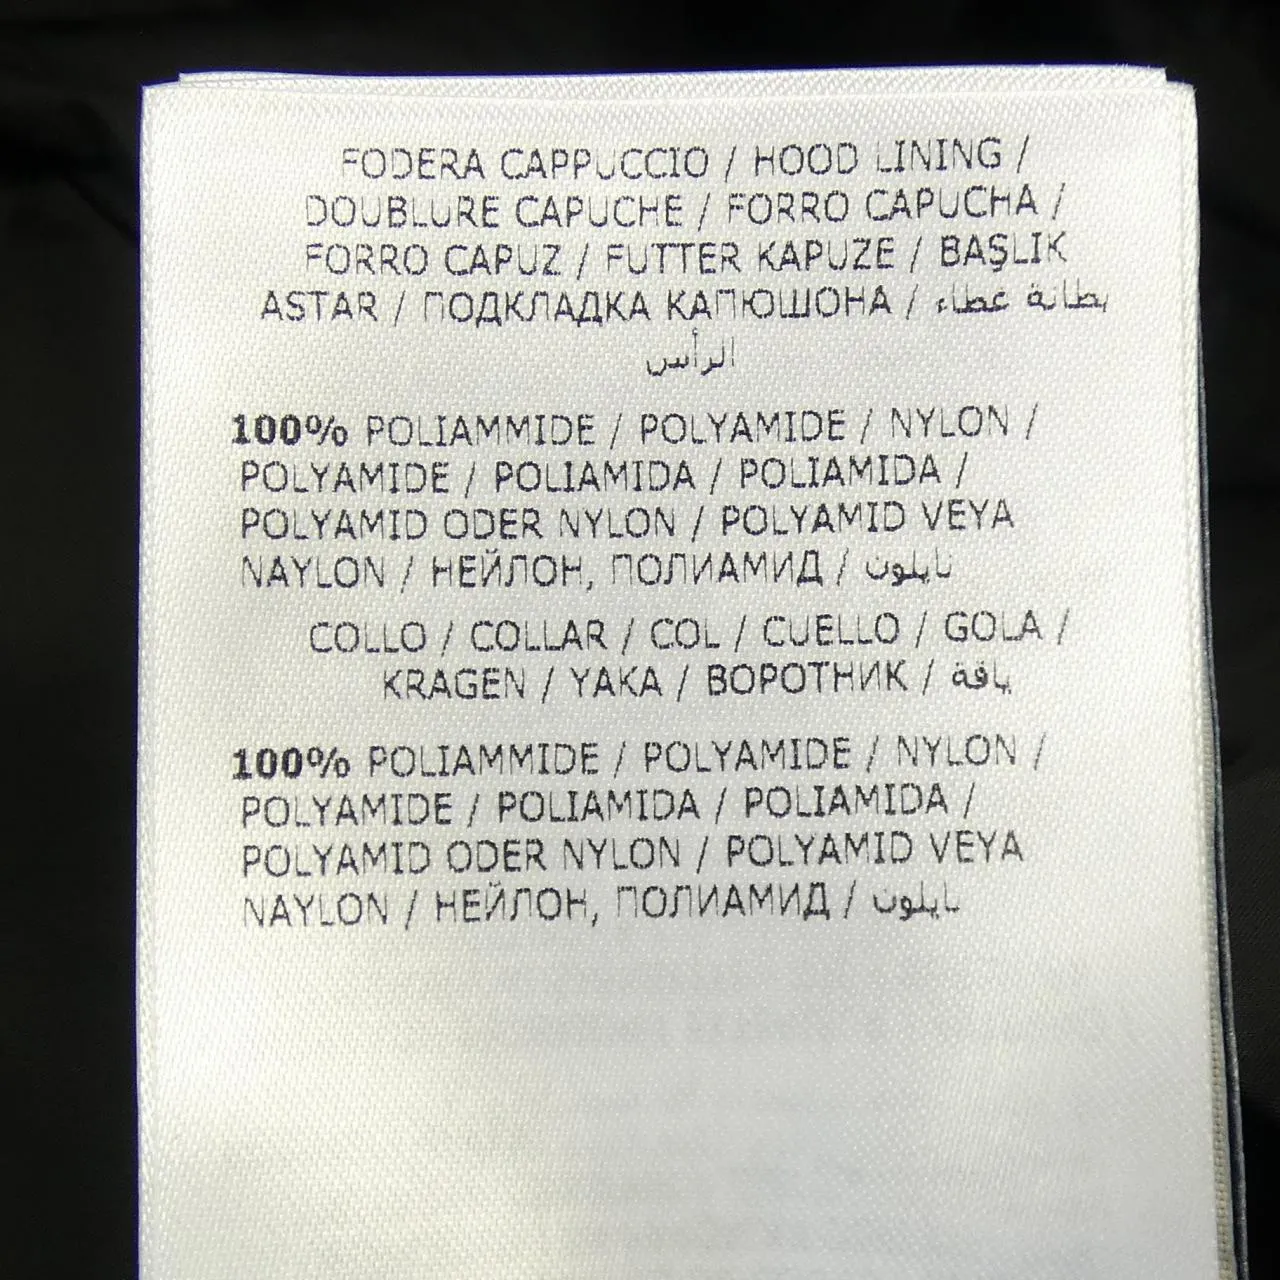 FODERA CAPPUCCIO / HOOD LINING /
DOUBLURE CAPUCHE / FORRO CAPUCHA /
FORRO CAPUZ / FUTTER KAPUZE / BAŞLIK
ASTAR / ПОДКЛАДКА КАПЮШОНА / بطانة غطاء
الرأس
100% POLIAMMIDE / POLYAMIDE / NYLON /
POLYAMIDE / POLIAMIDA / POLIAMIDA /
POLYAMID ODER NYLON / POLYAMID VEYA
NAYLON / НЕЙЛОН, ПОЛИАМИД / نايلون
COLLO / COLLAR / COL / CUELLO / GOLA /
KRAGEN / YAKA / ВОРОТНИК / ياقة
100% POLIAMMIDE / POLYAMIDE / NYLON /
POLYAMIDE / POLIAMIDA / POLIAMIDA /
POLYAMID ODER NYLON / POLYAMID VEYA
NAYLON / НЕЙЛОН, ПОЛИАМИД / نايلون